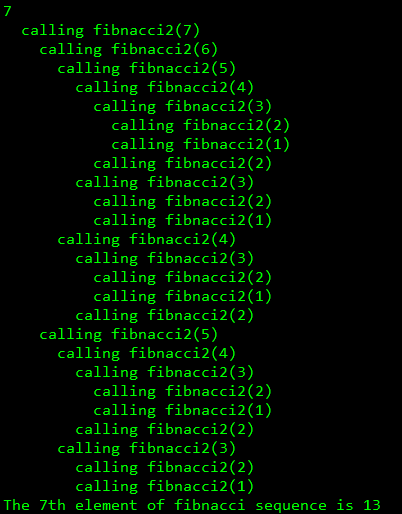 7
calling fibnacci2(7)
calling fibnacci2(6)
calling fibnacci2(5)
calling fibnacci2(4)
calling fibnacci2(3)
calling fibnacci2(2)
calling fibnacci2(1)
calling fibnacci2(2)
calling fibnacci2(3)
calling fibnacci2(2)
calling fibnacci2(1)
calling fibnacci2(4)
calling fibnacci2(3)
calling fibnacci2(2)
calling fibnacci2(1)
calling fibnacci2(2)
calling fibnacci2(5)
calling fibnacci2(4)
calling fibnacci2(3)
calling fibnacci2(2)
calling fibnacci2(1)
calling fibnacci2(2)
calling fibnacci2(3)
calling fibnacci2(2)
calling fibnacci2(1)
The 7th element of fibnacci sequence is 13